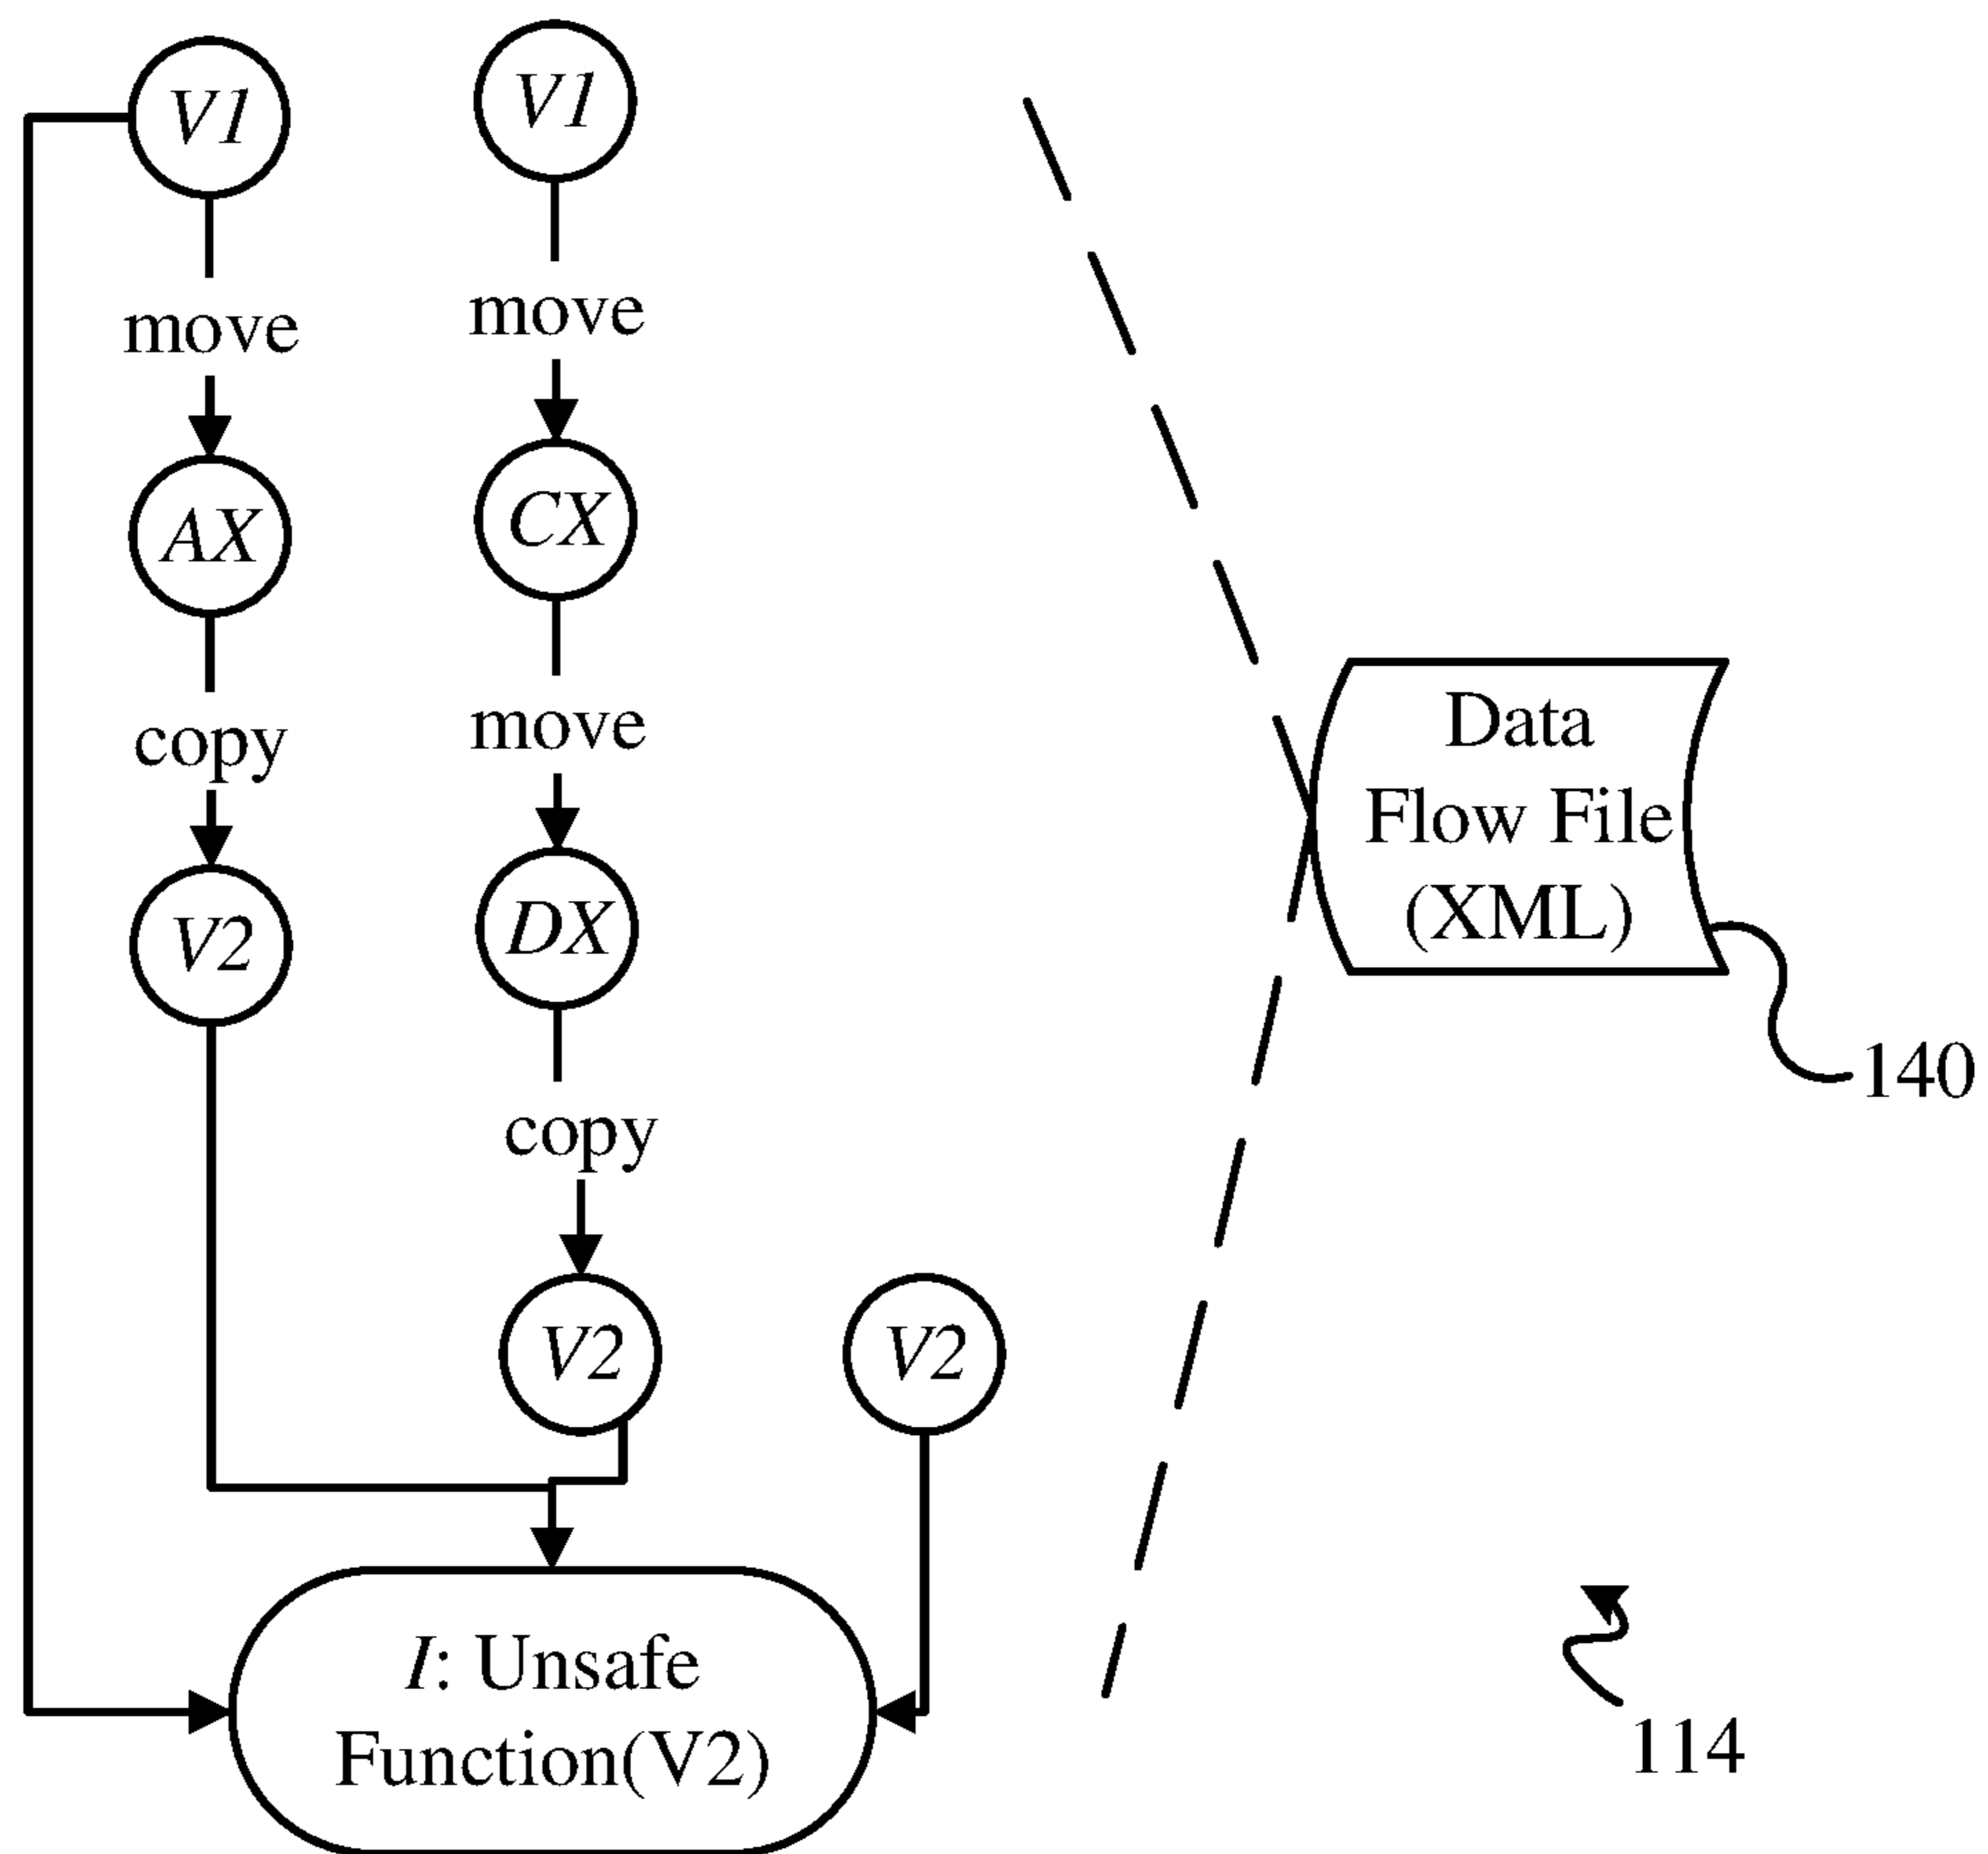 V1
V1
move
move
AX
CX
copy
move
V2
DX
copy
V2
V2
I: Unsafe
Function(V2)
Data
Flow File
(XML)
140
114